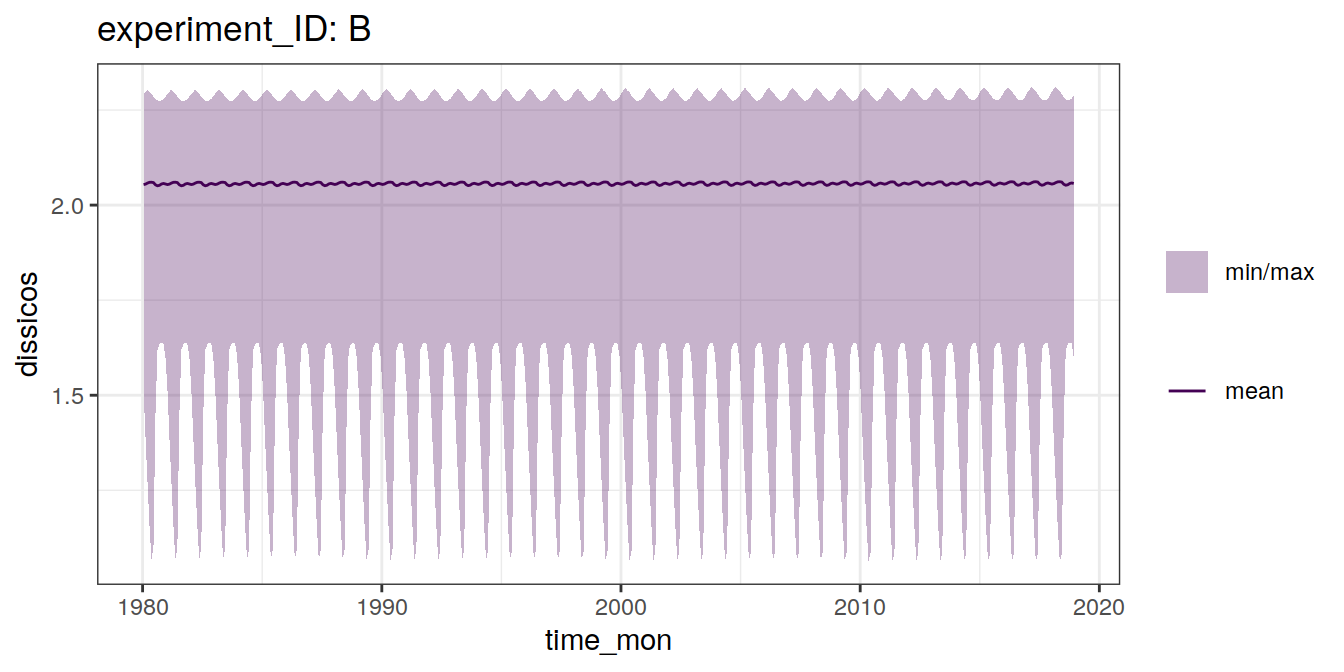 experiment_ID: B
2.0
1.5
dissicos
1980 1990 2000 2010 2020
time_mon
min/max
mean